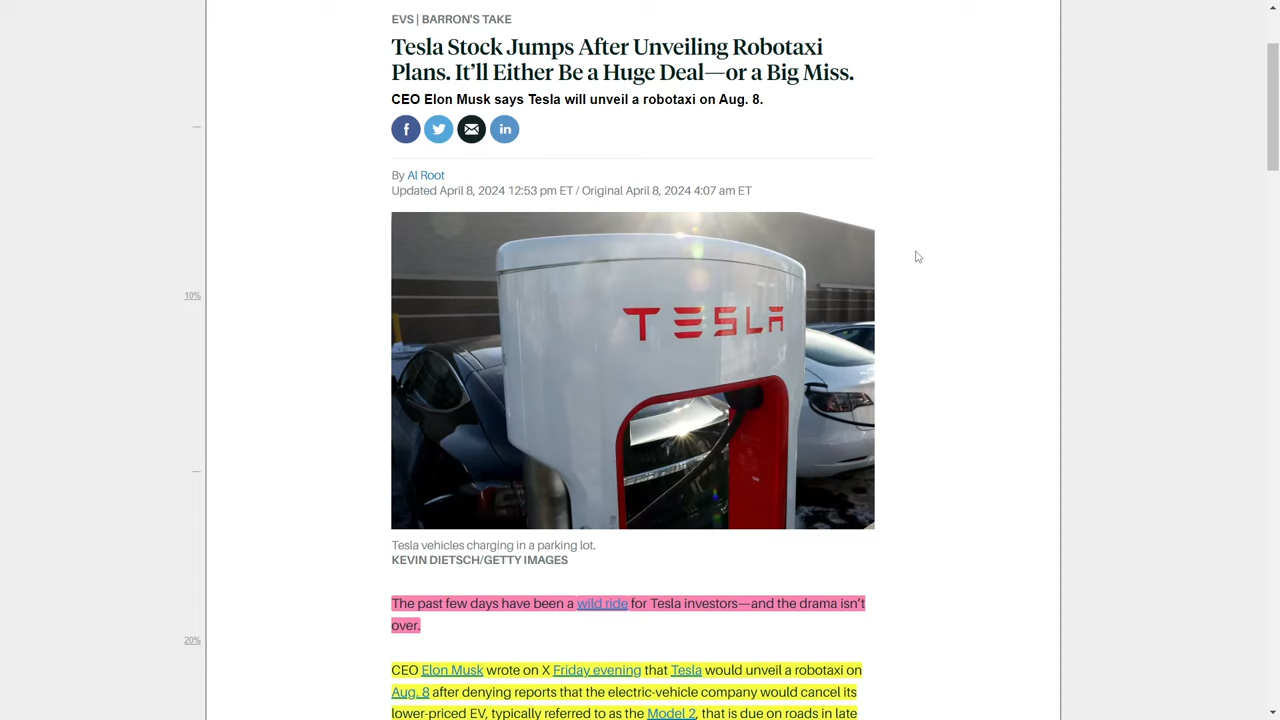 EVS | BARRON'S TAKE
Tesla Stock Jumps After Unveiling Robotaxi
Plans. It’ll Either Be a Huge Deal—or a Big Miss.
CEO Elon Musk says Tesla will unveil a robotaxi on Aug. 8.
f
in
By Al Root
Updated April 8, 2024 12:53 pm ET / Original April 8, 2024 4:07 am ET
10%
TESLA
Tesla vehicles charging in a parking lot.
KEVIN DIETSCH/GETTY IMAGES
The past few days have been a wild ride for Tesla investors—and the drama isn’t
over.
20%
CEO Elon Musk wrote on X Friday evening that Tesla would unveil a robotaxi on
Aug. 8 after denying reports that the electric-vehicle company would cancel its
lower-priced EV, typically referred to as the Model 2, that is due on roads in late